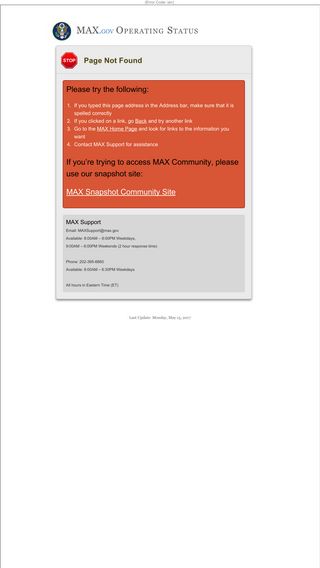 [Error Code: 401]
MAX.GOV OPERATING STATUS
STOP
Page Not Found
Please try the following:
1. If you typed this page address in the Address bar, make sure that it is
spelled correctly
2. If you clicked on a link, go Back and try another link
3. Go to the MAX Home Page and look for links to the information you
want
4. Contact MAX Support for assistance
If you're trying to access MAX Community, please
use our snapshot site:
MAX Snapshot Community Site
MAX Support
Email: MAXSupport@max.gov
Available: 8:00AM – 8:00PM Weekdays,
9:00AM – 6:00PM Weekends (2 hour response time)
Phone: 202-395-6860
Available: 8:00AM – 8:30PM Weekdays
All hours in Eastern Time (ET)
Last Update: Monday, May 15, 2017